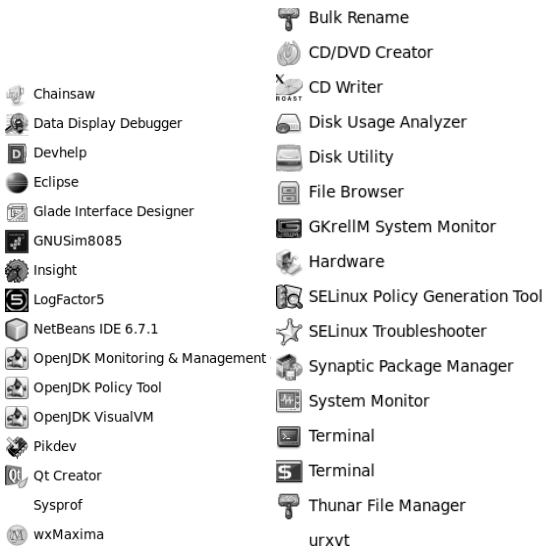 Chainsaw
Data Display Debugger
Devhelp
Eclipse
Glade Interface Designer
GNUSim8085
Insight
LogFactor5
NetBeans IDE 6.7.1
OpenJDK Monitoring & Management
OpenJDK Policy Tool
OpenJDK VisualVM
Pikdev
Qt Creator
Sysprof
wxMaxima
Bulk Rename
CD/DVD Creator
CD Writer
Disk Usage Analyzer
Disk Utility
File Browser
GKrellM System Monitor
Hardware
SELinux Policy Generation Tool
SELinux Troubleshooter
Synaptic Package Manager
System Monitor
Terminal
Terminal
Thunar File Manager
urxvt